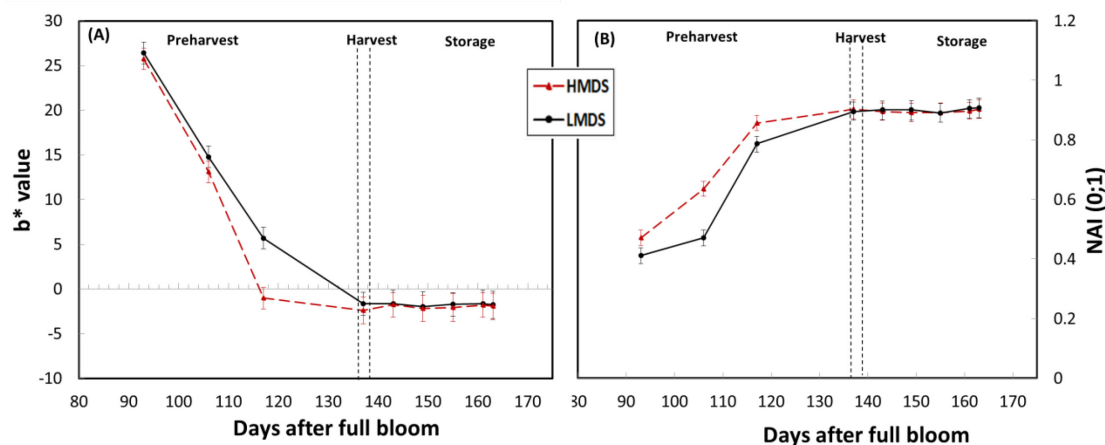 (A)
Preharvest
Harvest
Storage
30
25
20
15
10
5
0
-5
-10
b* value
80 90 100 110 120 130 140 150 160 170
Days after full bloom
HMDS
LMDS
(B)
Preharvest
Harvest
Storage
1.2
1
0.8
0.6
0.4
0.2
0
NAI (0;1)
30 90 100 110 120 130 140 150 160 170
Days after full bloom